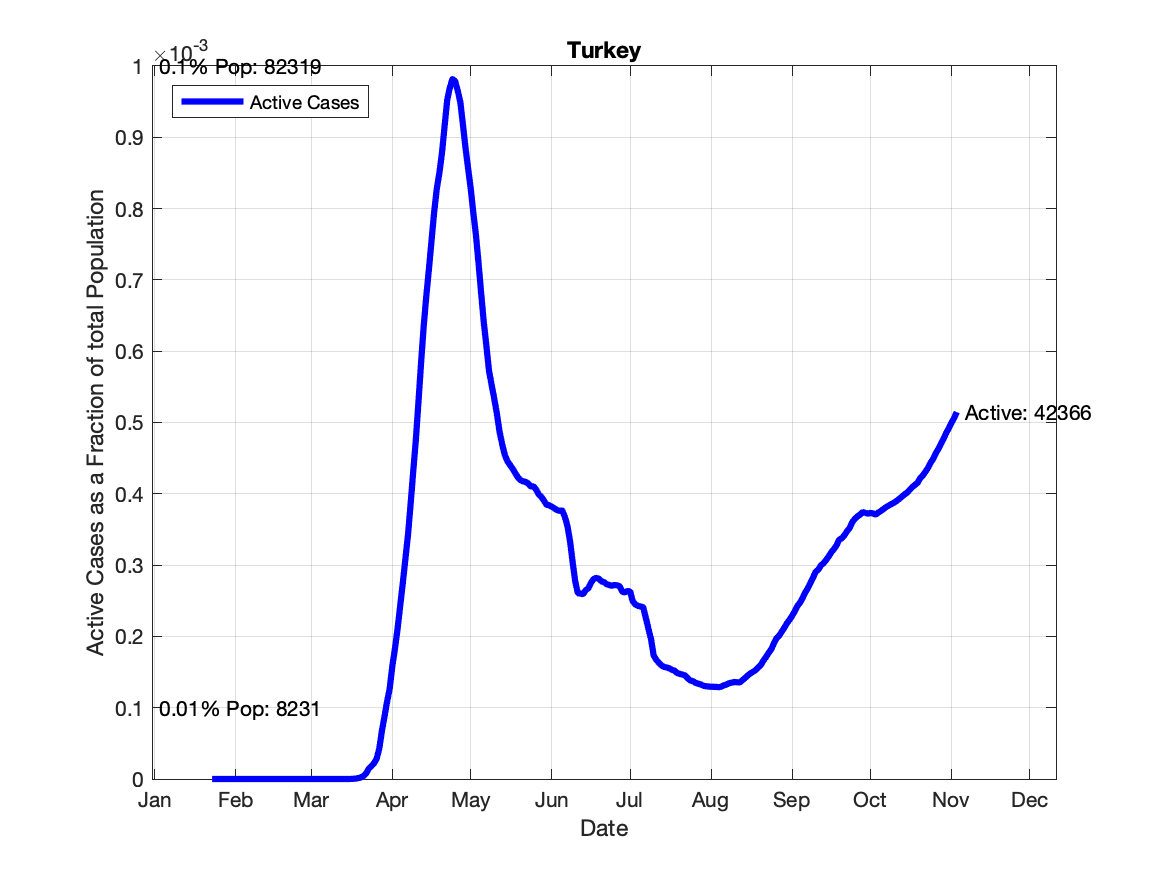 Turkey
×10-3
0.1% Pop: 82319
Active Cases
1
0.9
0.8
0.7
0.6
0.5
0.4
0.3
0.2
0.1
0
Active Cases as a Fraction of total Population
Active: 42366
0.01% Pop: 8231
Jan Feb Mar Apr May Jun Jul Aug Sep Oct Nov Dec
Date